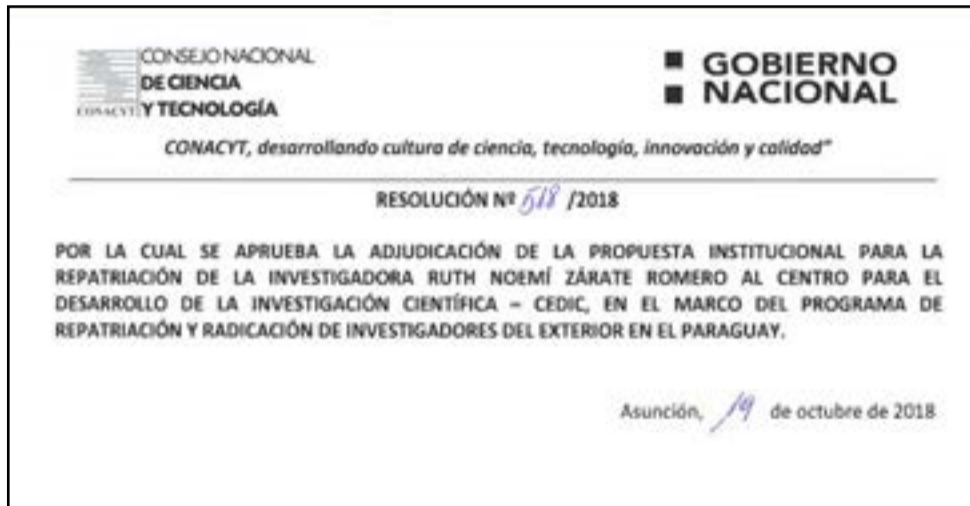 CONSEJO NACIONAL
DE CIENCIA
CONACYT Y TECNOLOGÍA
GOBIERNO
NACIONAL
CONACYT, desarrollando cultura de ciencia, tecnología, innovación y calidad"
RESOLUCIÓN Nº 518 /2018
POR LA CUAL SE APRUEBA LA ADJUDICACIÓN DE LA PROPUESTA INSTITUCIONAL PARA LA
REPATRIACIÓN DE LA INVESTIGADORA RUTH NOEMÍ ZÁRATE ROMERO AL CENTRO PARA EL
DESARROLLO DE LA INVESTIGACIÓN CIENTÍFICA – CEDIC, EN EL MARCO DEL PROGRAMA DE
REPATRIACIÓN Y RADICACIÓN DE INVESTIGADORES DEL EXTERIOR EN EL PARAGUAY.
Asunción, 19 de octubre de 2018